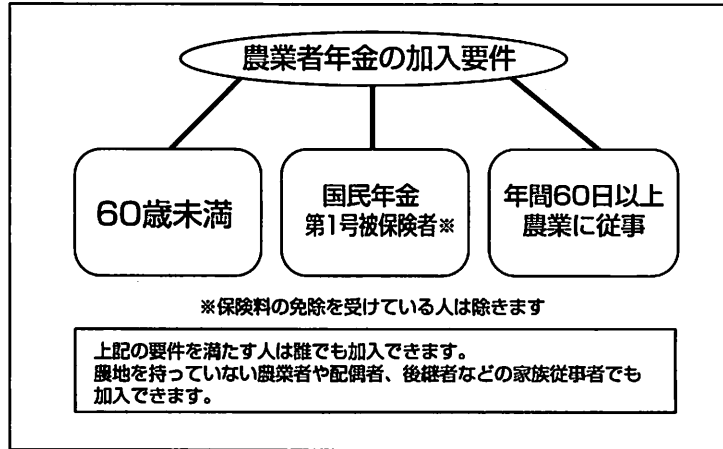 農業者年金の加入要件
60歳未満
国民年金
第1号被保険者※
年間60日以上
農業に従事
※保険料の免除を受けている人は除きます
上記の要件を満たす人は誰でも加入できます。
農地を持っていない農業者や配偶者、後継者などの家族従事者でも
加入できます。